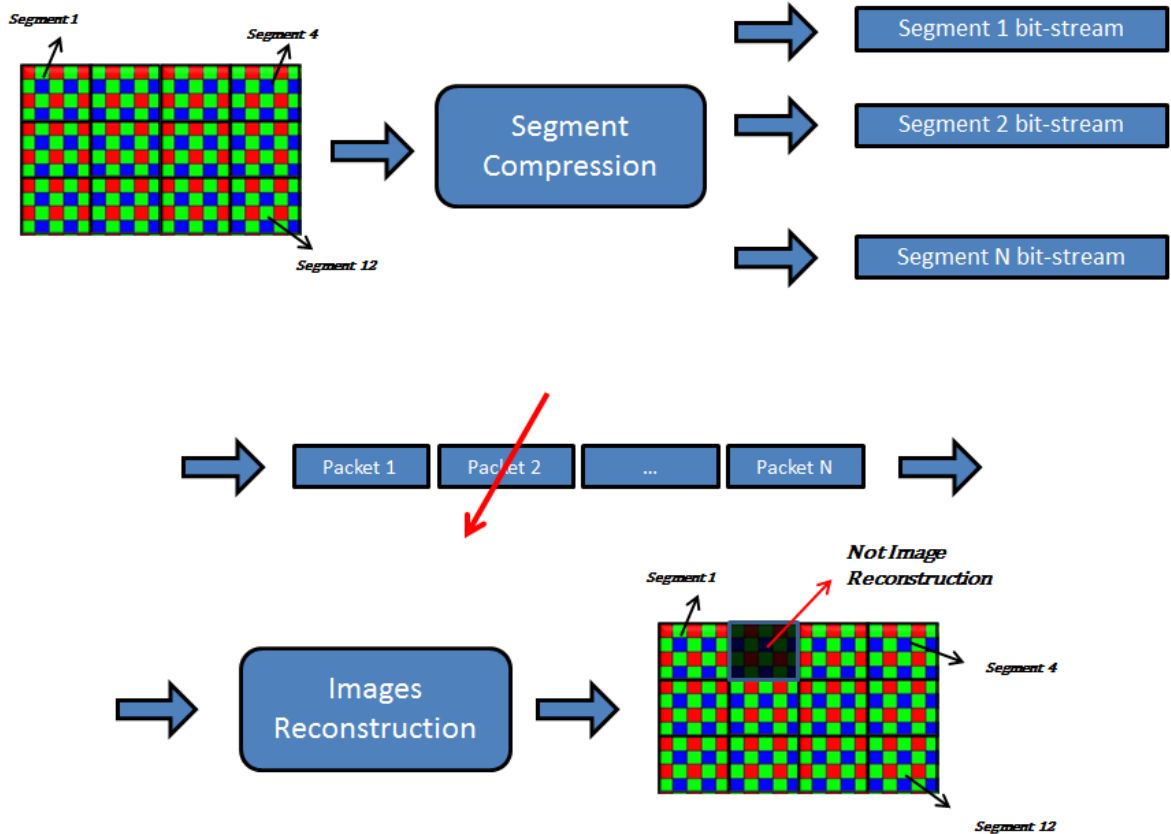 Segment 1
Segment 4
Segment 12
Segment
Compression
Segment 1 bit-stream
Segment 2 bit-stream
Segment N bit-stream
Packet 1
Packet 2
...
Packet N
Images
Reconstruction
Not Image
Reconstruction
Segment 1
Segment 4
Segment 12